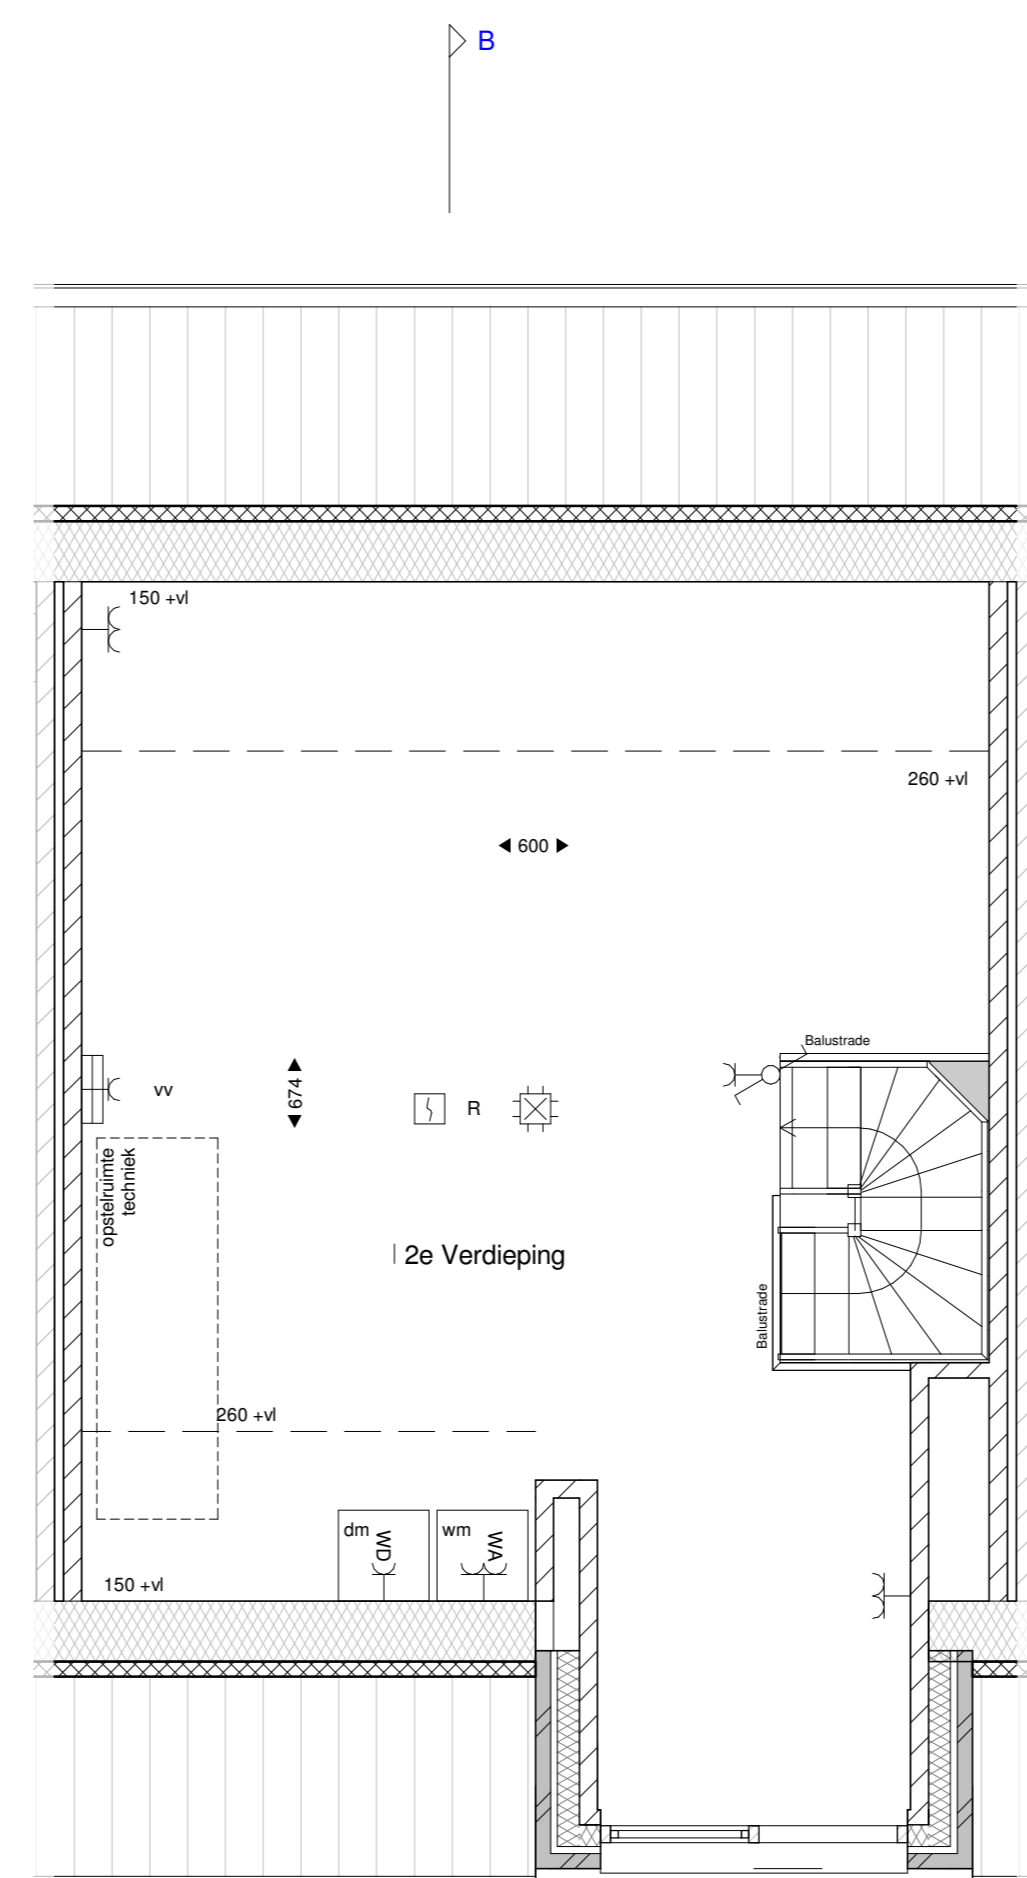 B
150 +vl
260 +vl
600
Balustrade
674
vv
R
opstelruimte
techniek
2e Verdieping
Balustrade
260 +vl
dm
WD
wm
WA
150 +vl